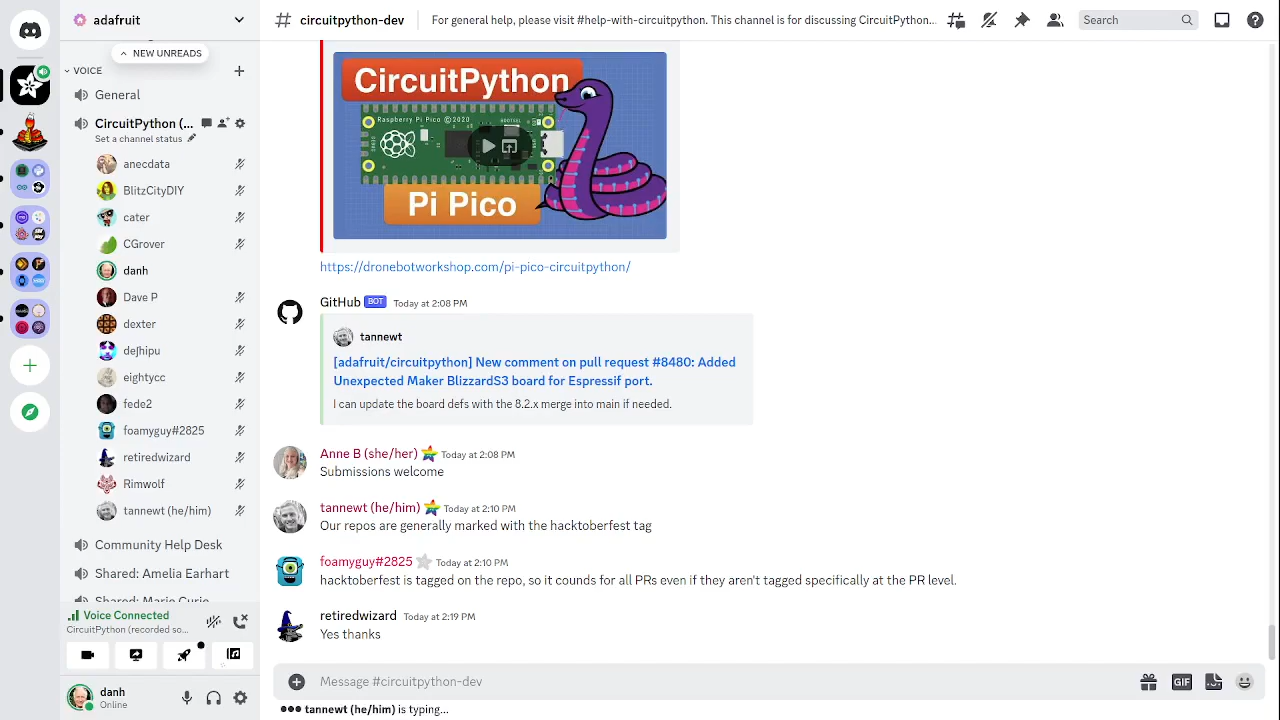 adafruit
circuitpython-dev
For general help, please visit #help-with-circuitpython. This channel is for discussing CircuitPython...
Search
NEW UNREADS
VOICE
General
CircuitPython (...
Set a channel status
anecdata
BlitzCityDIY
cater
CGrover
danh
Dave P
dexter
deʃhipu
eightycc
fede2
foamyguy#2825
retiredwizard
Rimwolf
tannewt (he/him)
Community Help Desk
Shared: Amelia Earhart
Shared: Marie Curie
Voice Connected
CircuitPython (recorded so...
danh
Online
CircuitPython
Raspberry Pi Pico ©2020
Pi Pico
https://dronebotworkshop.com/pi-pico-circuitpython/
GitHub BOT Today at 2:08 PM
tannewt
[adafruit/circuitpython] New comment on pull request #8480: Added
Unexpected Maker BlizzardS3 board for Espressif port.
I can update the board defs with the 8.2.x merge into main if needed.
Anne B (she/her) Today at 2:08 PM
Submissions welcome
tannewt (he/him) Today at 2:10 PM
Our repos are generally marked with the hacktoberfest tag
foamyguy#2825 Today at 2:10 PM
hacktoberfest is tagged on the repo, so it counds for all PRs even if they aren't tagged specifically at the PR level.
retiredwizard Today at 2:19 PM
Yes thanks
Message #circuitpython-dev
GIF
tannewt (he/him) is typing...